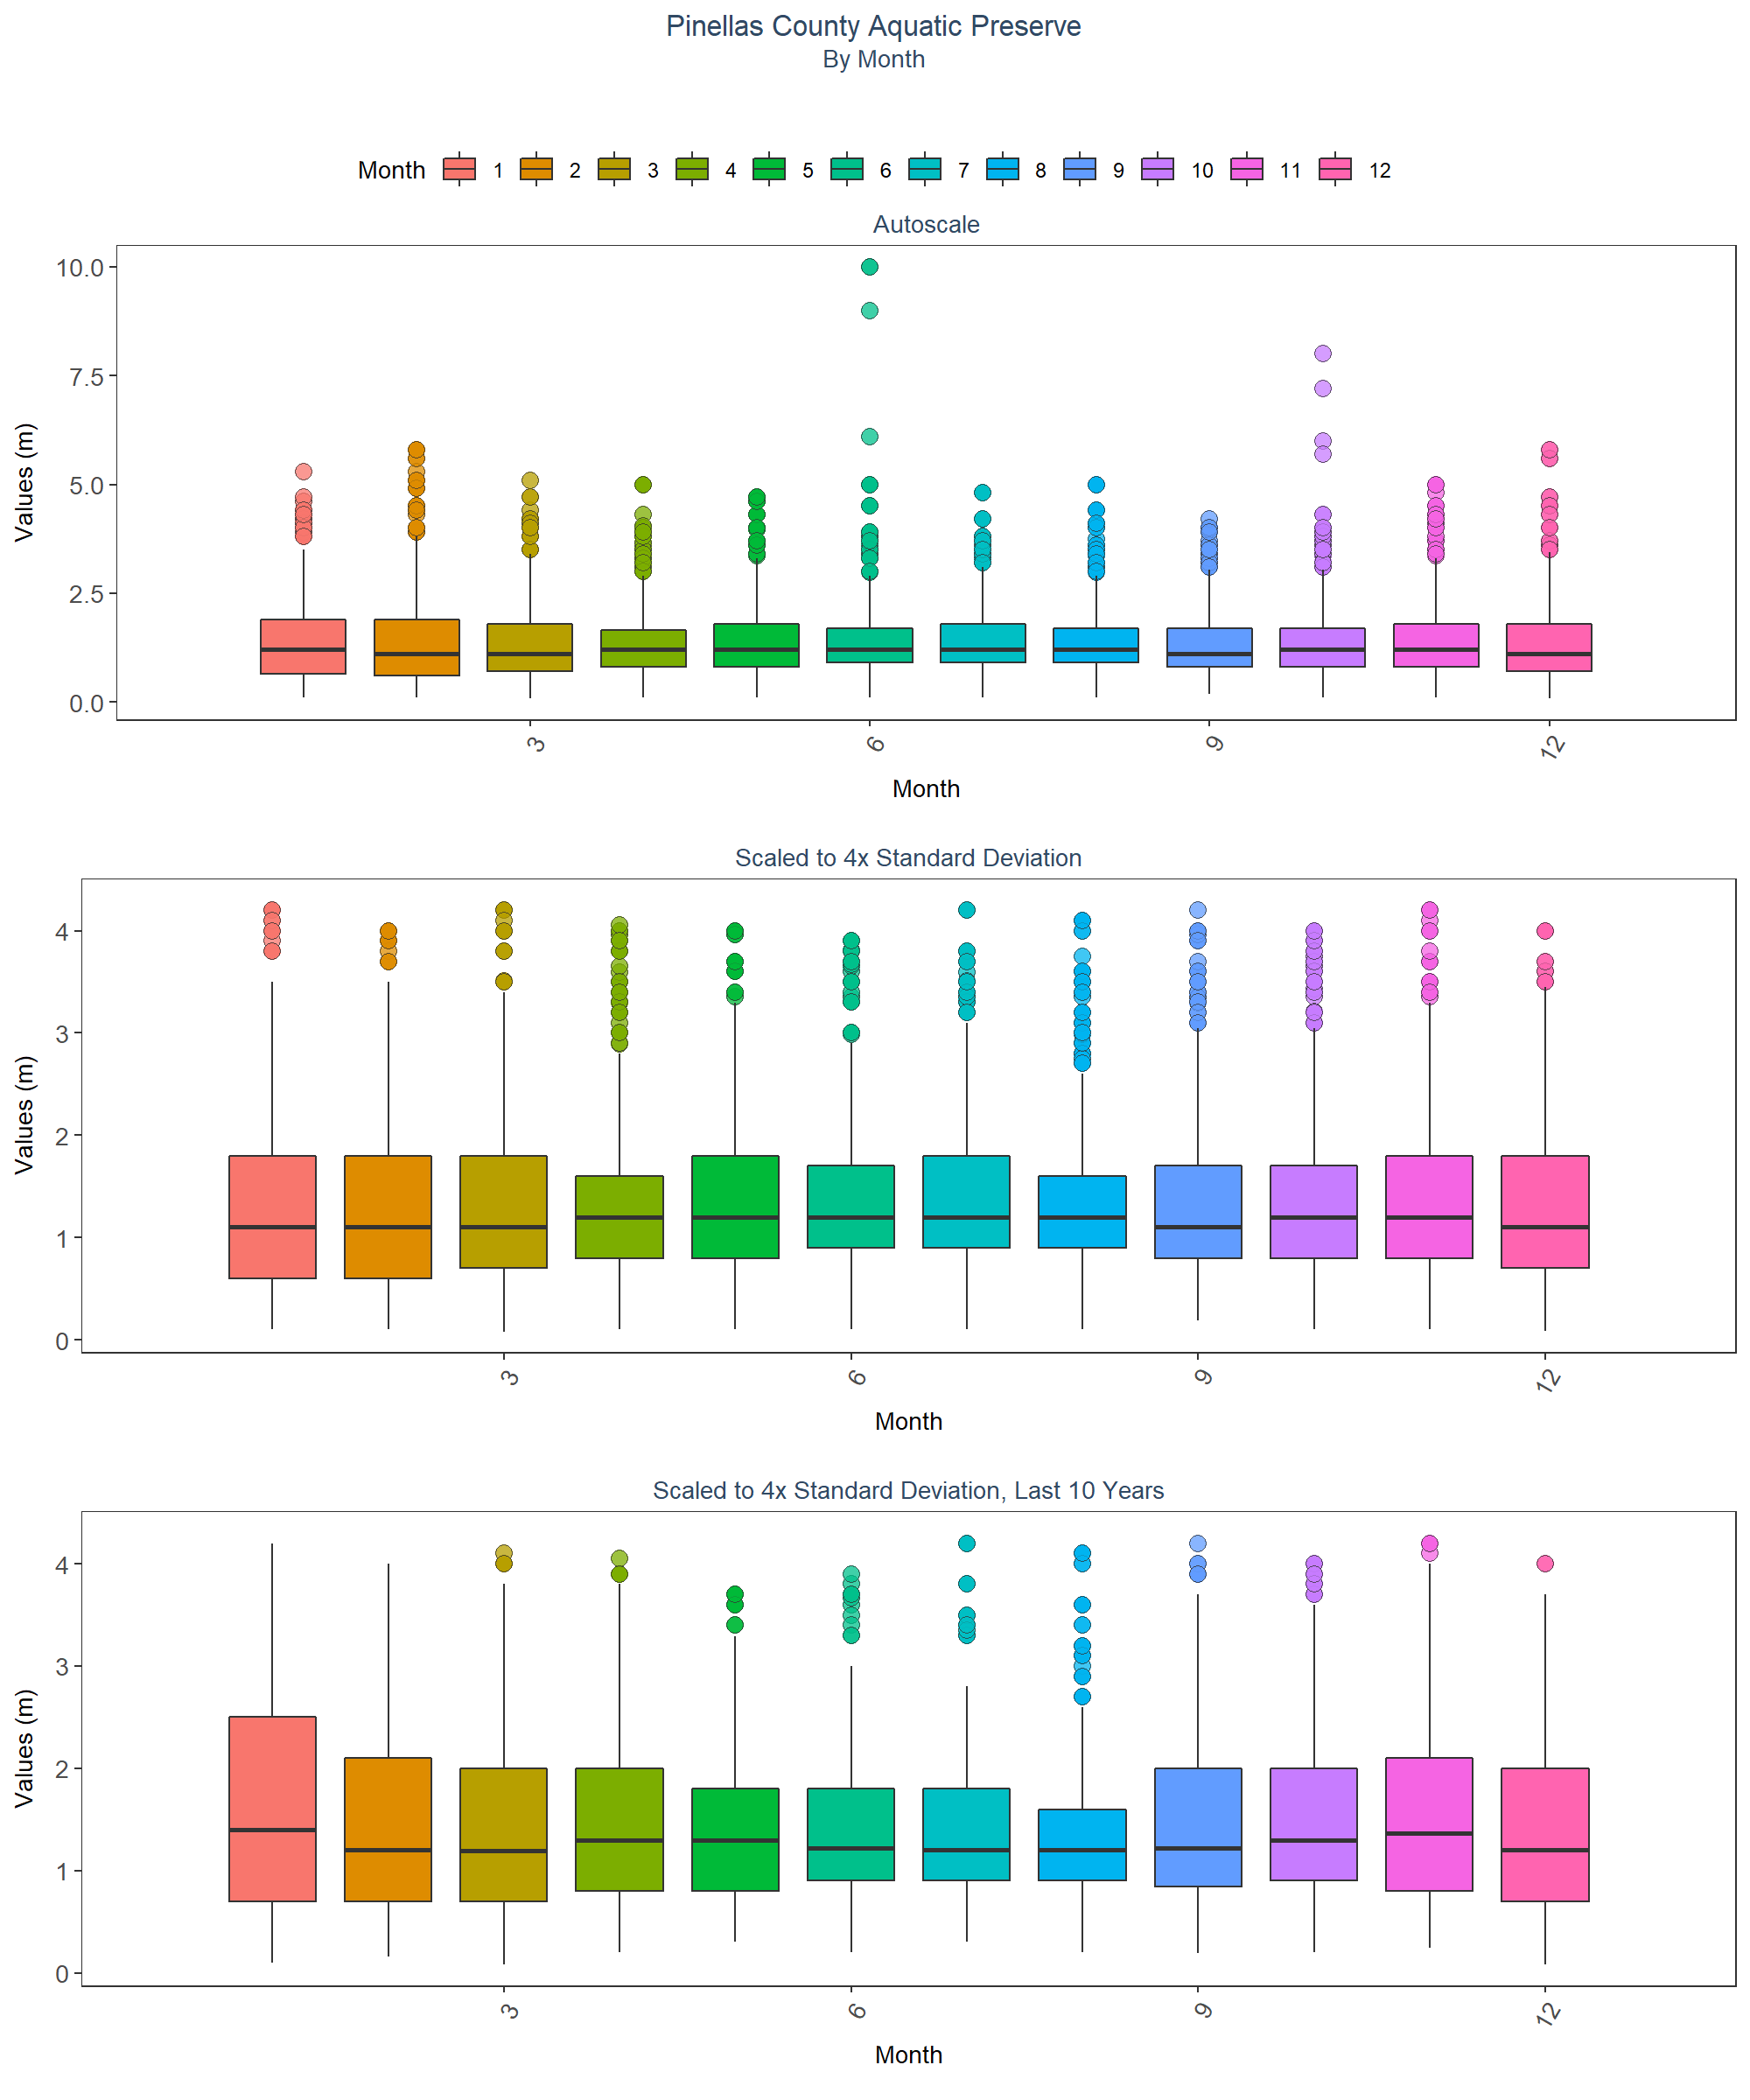 Pinellas County Aquatic Preserve
By Month
Month 1 2 3 4 5 6 7 8 9 10 11 12
Autoscale
10.0
7.5
5.0
2.5
0.0
Values (m)
3 6 9 12
Month
Scaled to 4x Standard Deviation
4
3
2
1
0
Values (m)
3 6 9 12
Month
Scaled to 4x Standard Deviation, Last 10 Years
4
3
2
1
0
Values (m)
3 6 9 12
Month